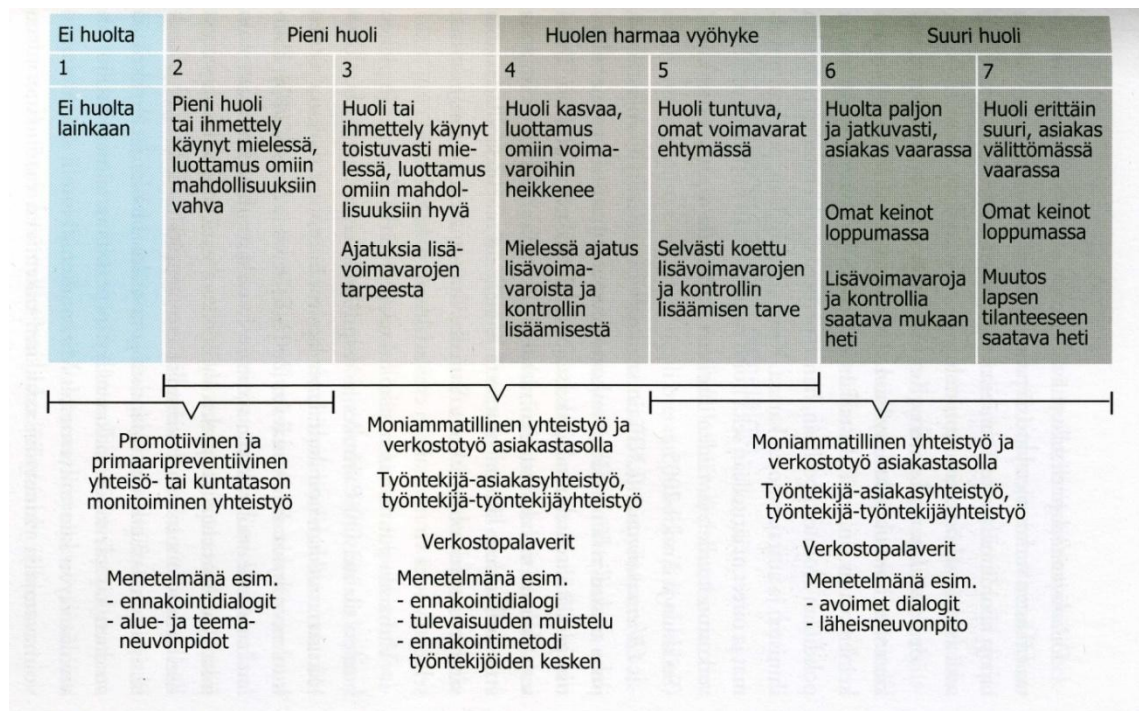 Ei huolta
Pieni huoli
Huolen harmaa vyöhyke
Suuri huoli
1
2
3
4
5
6
7
Ei huolta
lainkaan
Pieni huoli
tai ihmettely
käynyt mielessä,
luottamus omiin
mahdollisuuksiin
vahva
Huoli tai
ihmettely käynyt
toistuvasti mie-
lessä, luottamus
omiin mahdol-
lisuuksiin hyvä
Ajatuksia lisä-
voimavarojen
tarpeesta
Huoli kasvaa,
luottamus
omiin voima-
varoihin
heikkenee
Mielessä ajatus
lisävoima-
varoista ja
kontrollin
lisäämisestä
Huoli tuntuva,
omat voimavarat
ehtymässä
Selvästi koettu
lisävoimavarojen
ja kontrollin
lisäämisen tarve
Huolta paljon
ja jatkuvasti,
asiakas vaarassa
Omat keinot
loppumassa
Lisävoimavaroja
ja kontrollia
saatava mukaan
heti
Huoli erittäin
suuri, asiakas
välittömässä
vaarassa
Omat keinot
loppumassa
Muutos
lapsen
tilanteeseen
saatava heti
Promotiivinen ja
primaaripreventiivinen
yhteisö- tai kuntatason
monitoiminen yhteistyö
Menetelmänä esim.
- ennakointidialogit
- alue- ja teema-
neuvonpidot
Moniammatillinen yhteistyö ja
verkostotyö asiakastasolla
Työntekijä-asiakasyhteistyö,
työntekijä-työntekijäyhteistyö
Verkostopalaverit
Menetelmänä esim.
- ennakointidialogi
- tulevaisuuden muistelu
- ennakointimetodi
työntekijöiden kesken
Moniammatillinen yhteistyö ja
verkostotyö asiakastasolla
Työntekijä-asiakasyhteistyö,
työntekijä-työntekijäyhteistyö
Verkostopalaverit
Menetelmänä esim.
- avoimet dialogit
- läheisneuvonpito